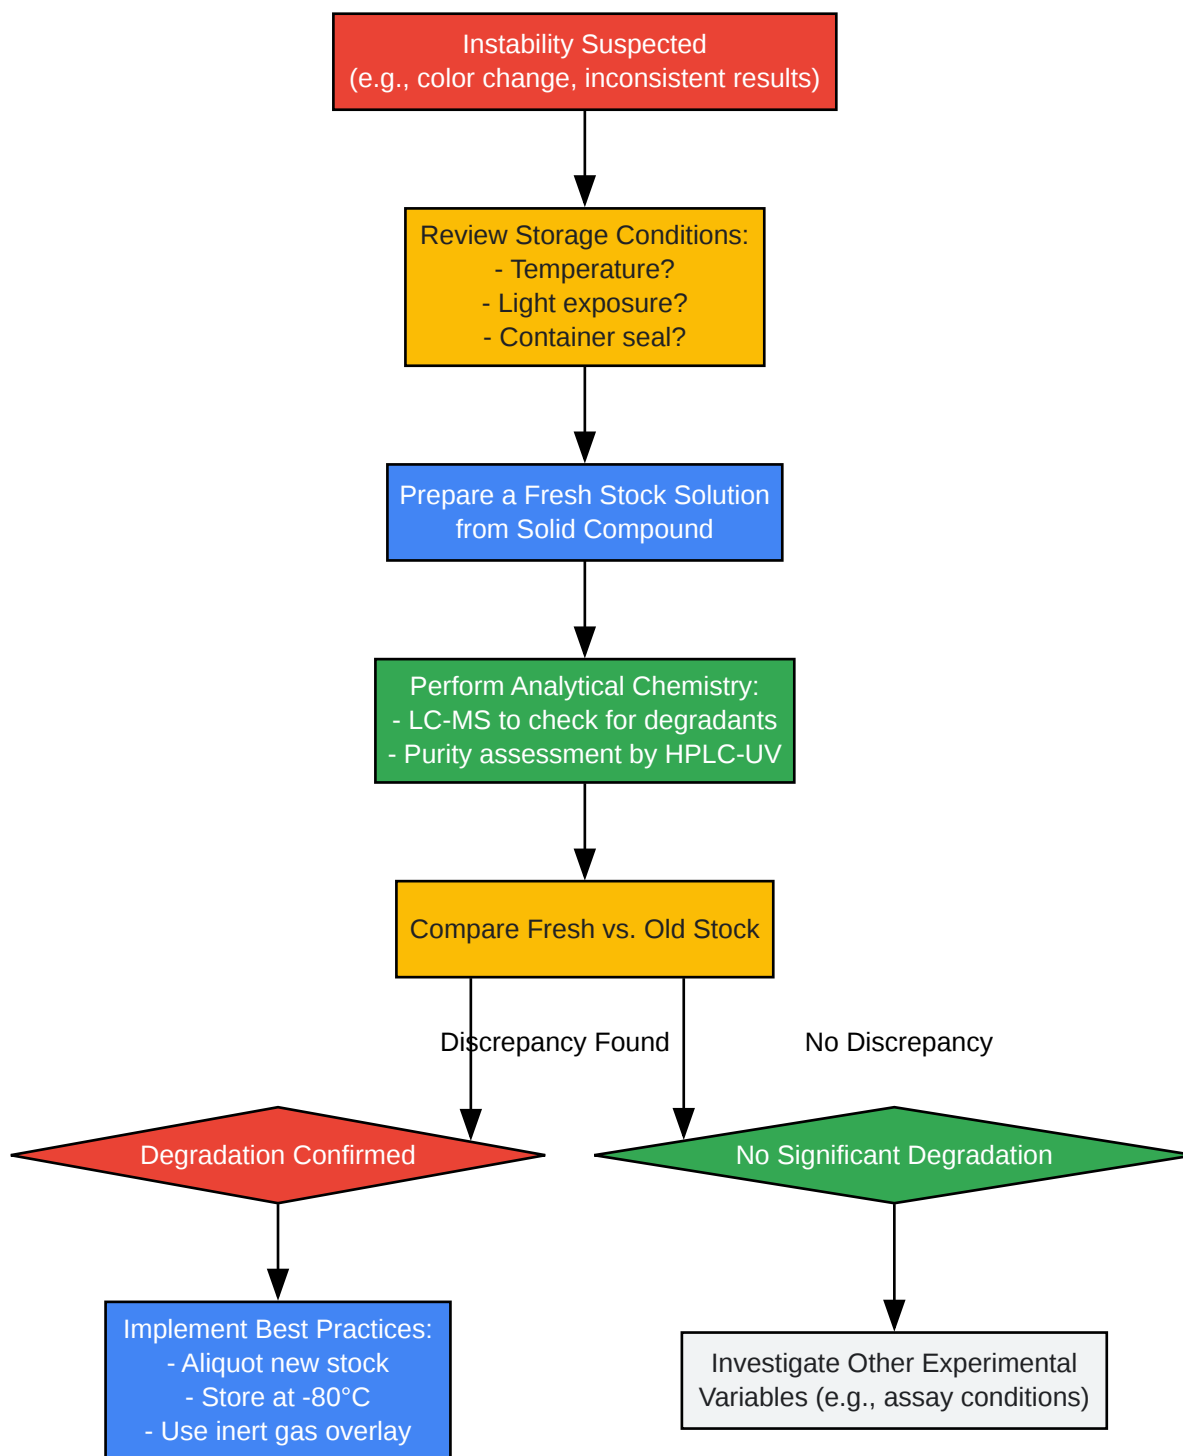 Instability Suspected
(e.g., color change, inconsistent results)
Review Storage Conditions:
- Temperature?
- Light exposure?
- Container seal?
Prepare a Fresh Stock Solution
from Solid Compound
Perform Analytical Chemistry:
- LC-MS to check for degradants
- Purity assessment by HPLC-UV
Compare Fresh vs. Old Stock
Discrepancy Found
No Discrepancy
Degradation Confirmed
No Significant Degradation
Implement Best Practices:
- Aliquot new stock
- Store at -80°C
- Use inert gas overlay
Investigate Other Experimental
Variables (e.g., assay conditions)